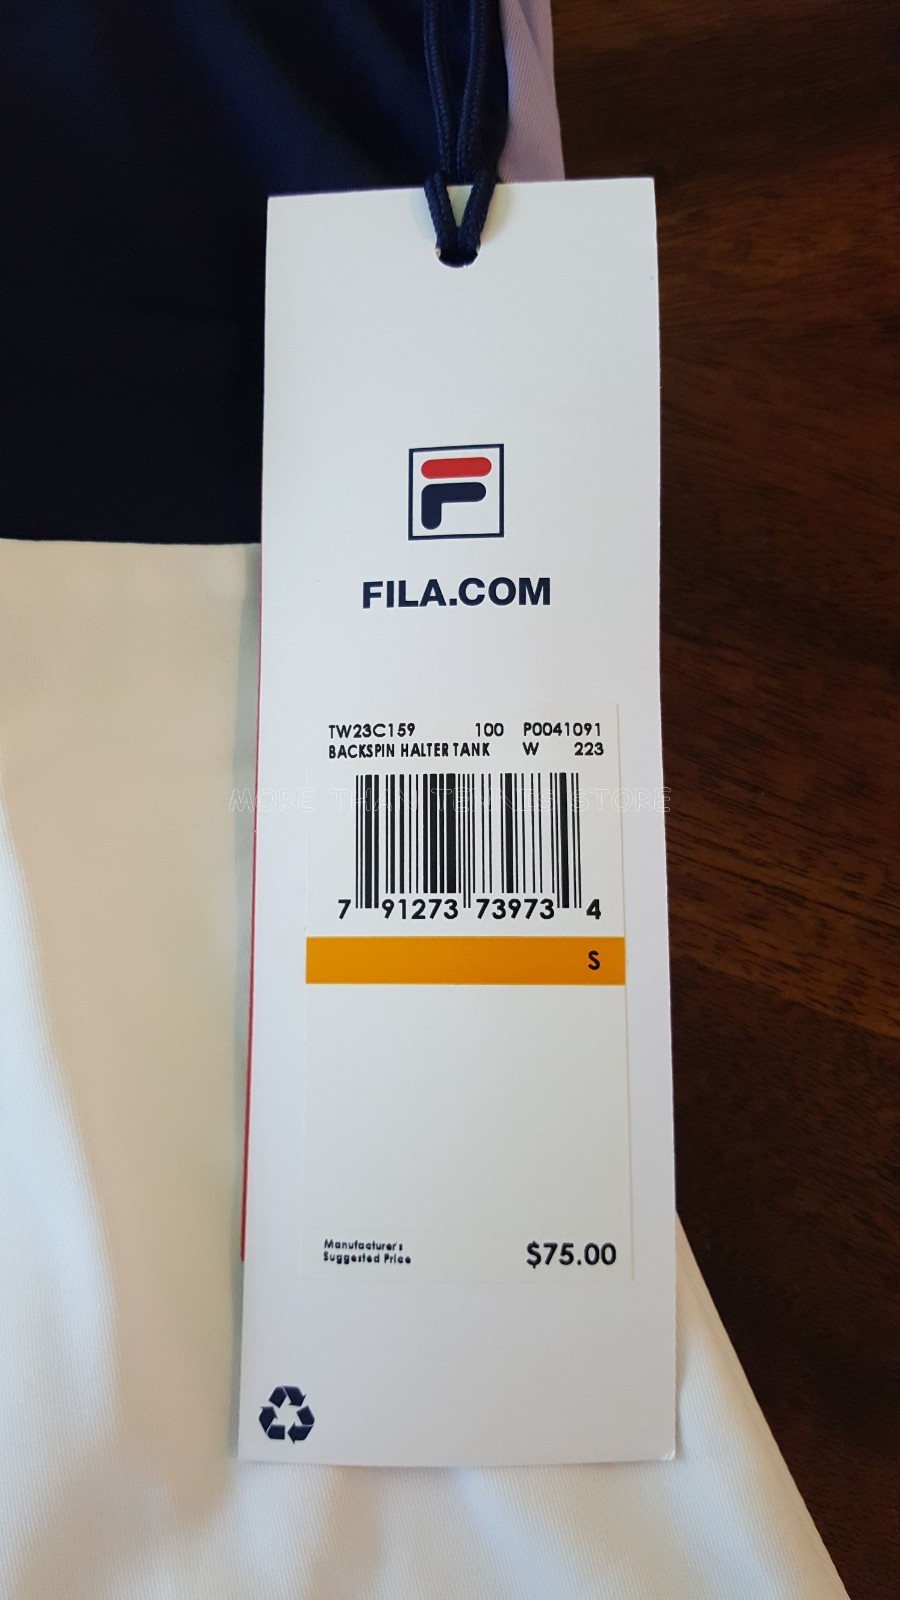 FILA.COM
TW23C159 100 P0041091
BACKSPIN HALTER TANK W 223
MORE THAN TENNIS STORE
7 91273 73973 4
S
Manufacturer's
Suggested Price $75.00